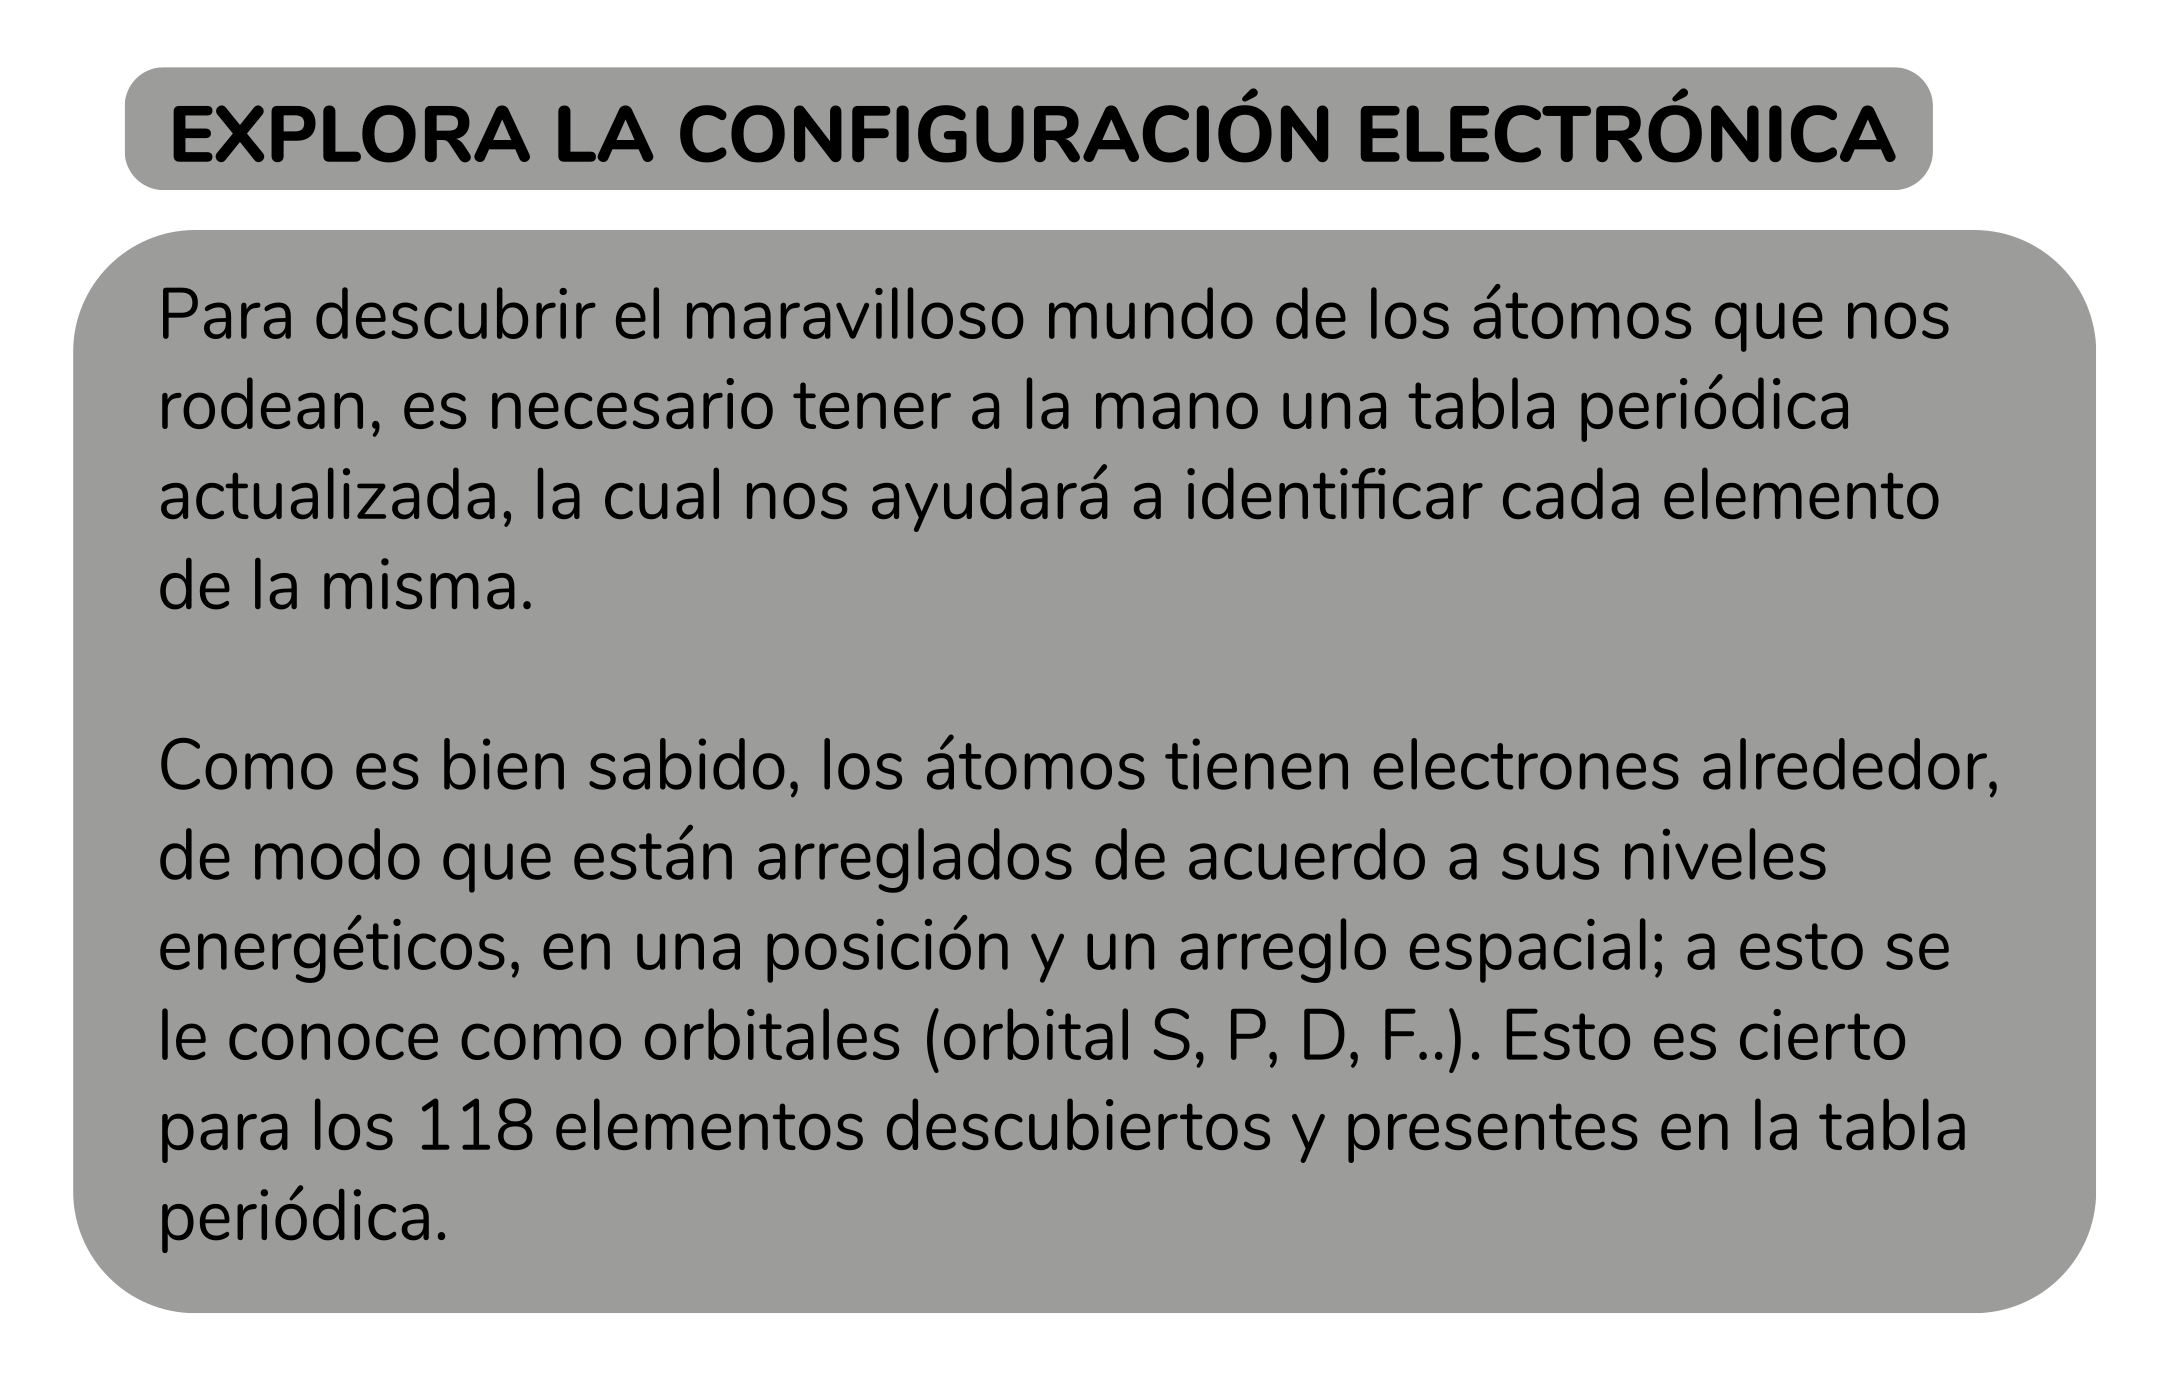 EXPLORA LA CONFIGURACIÓN ELECTRÓNICA
Para descubrir el maravilloso mundo de los átomos que nos
rodean, es necesario tener a la mano una tabla periódica
actualizada, la cual nos ayudará a identificar cada elemento
de la misma.
Como es bien sabido, los átomos tienen electrones alrededor,
de modo que están arreglados de acuerdo a sus niveles
energéticos, en una posición y un arreglo espacial; a esto se
le conoce como orbitales (orbital S, P, D, F..). Esto es cierto
para los 118 elementos descubiertos y presentes en la tabla
periódica.